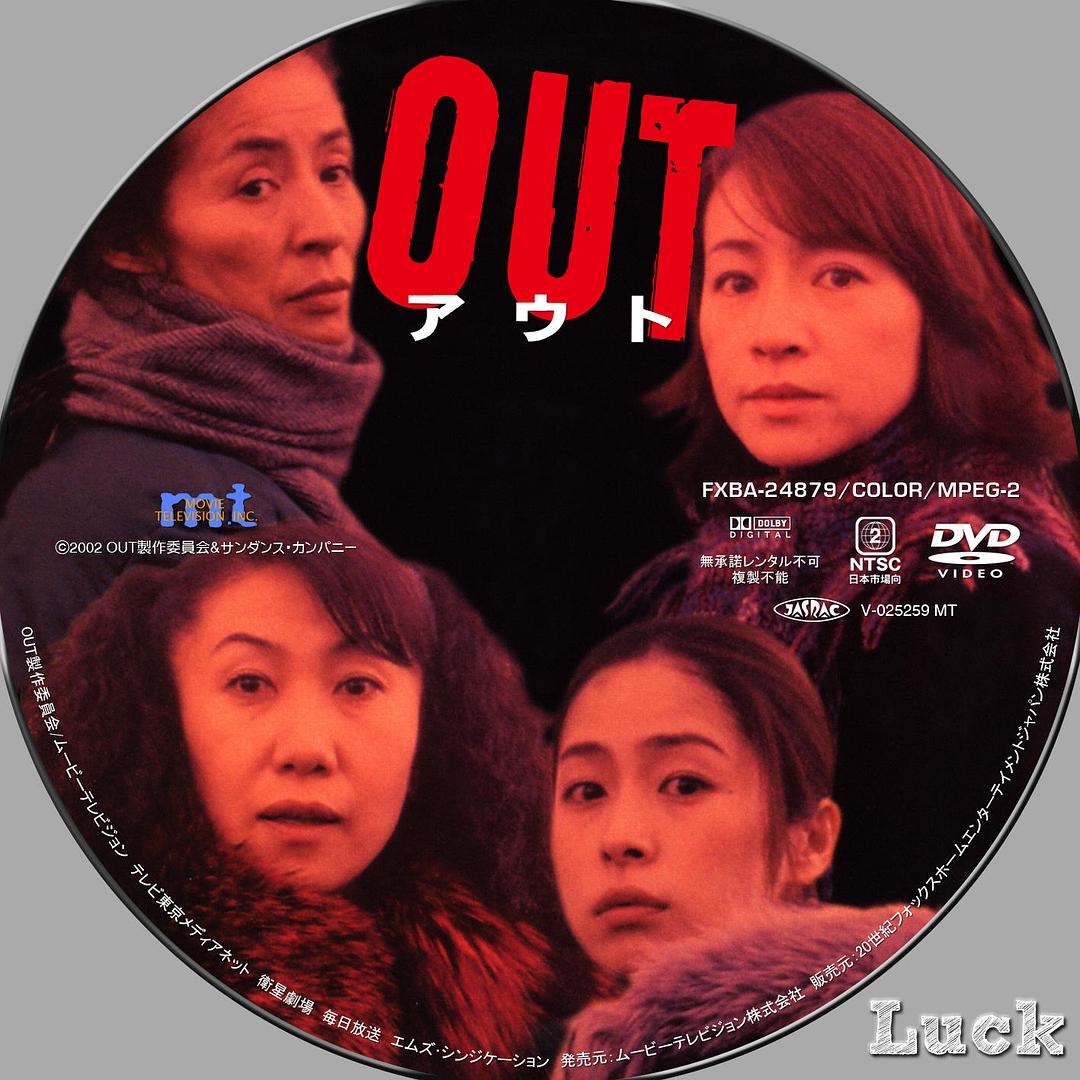 OUT
アウト
FXBA-24879/COLOR/MPEG-2
DOLBY
DIGITAL
2
NTSC
日本市場向
DVD
VIDEO
無承諾レンタル不可
複製不能
JASRAC
V-025259 MT
mt
MOVIE
TELEVISION INC.
©2002 OUT製作委員会&サンダンス・カンパニー
OUT製作委員会/ムービーテレビジョン テレビ東京メディアネット 衛星劇場 毎日放送 エムズ・シンジケーション 発売元:ムービーテレビジョン株式会社 販売元:20世紀フォックスホームエンターテイメントジャパン株式会社
Luck